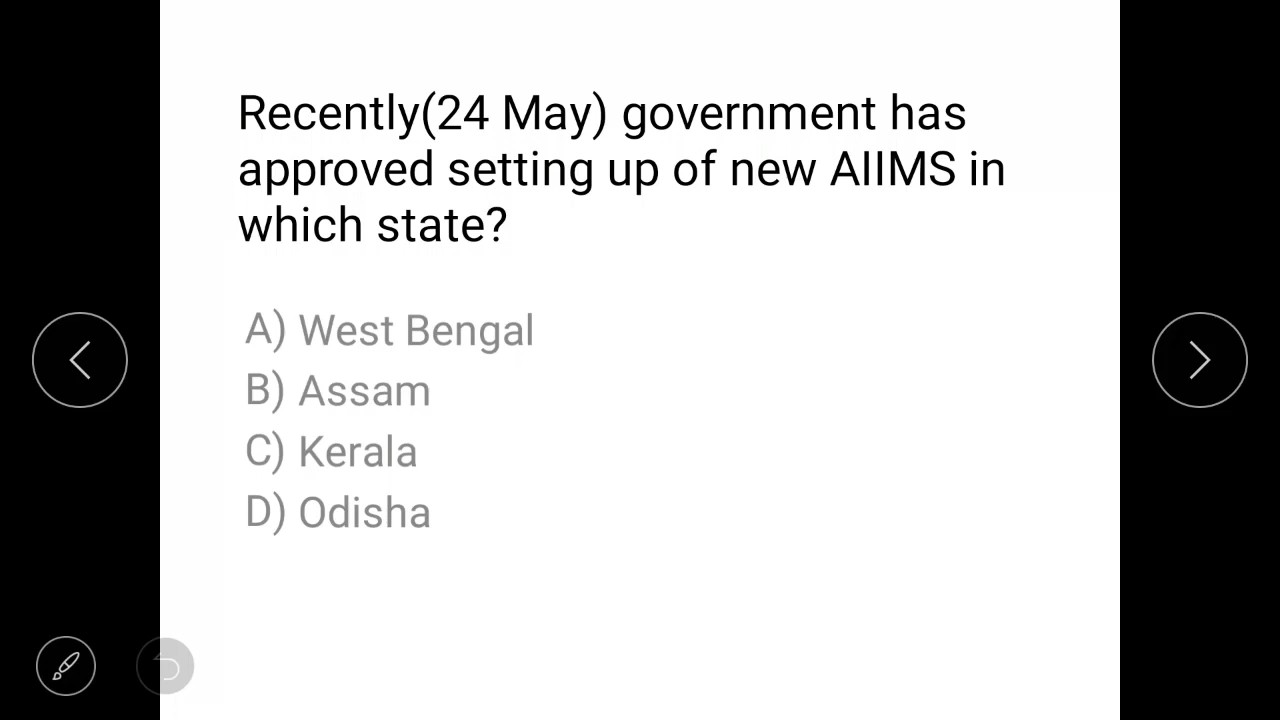 Recently(24 May) government has
approved setting up of new AIIMS in
which state?
A) West Bengal
B) Assam
C) Kerala
D) Odisha